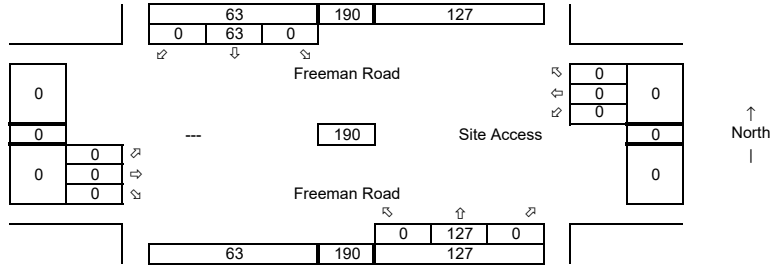 63 190 127
0 63 0
⬃ ⇩ ⬂
Freeman Road
⬁ 0
0 ⇦ 0 0
⬃ 0
0 --- 190 Site Access 0
↑
North
|
0 ⬀
0 0 ⇨ 0
0 ⬂
Freeman Road
⬁ ⇧ ⬀
0 127 0
63 190 127